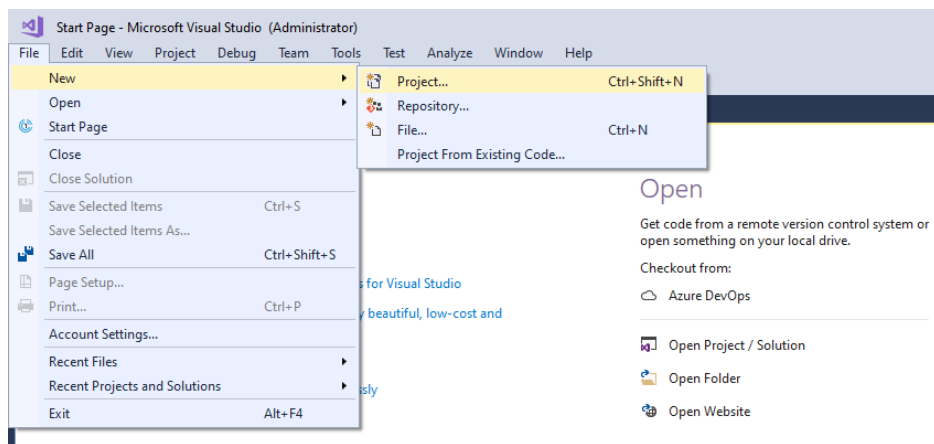 Start Page - Microsoft Visual Studio (Administrator)
File Edit View Project Debug Team Tools Test Analyze Window Help
New
Open
Start Page
Close
Close Solution
Save Selected Items Ctrl+S
Save Selected Items As...
Save All Ctrl+Shift+S
Page Setup...
Print... Ctrl+P
Account Settings...
Recent Files
Recent Projects and Solutions
Exit Alt+F4
Project... Ctrl+Shift+N
Repository...
File... Ctrl+N
Project From Existing Code...
s for Visual Studio
y beautiful, low-cost and
ssly
Open
Get code from a remote version control system or
open something on your local drive.
Checkout from:
Azure DevOps
Open Project / Solution
Open Folder
Open Website